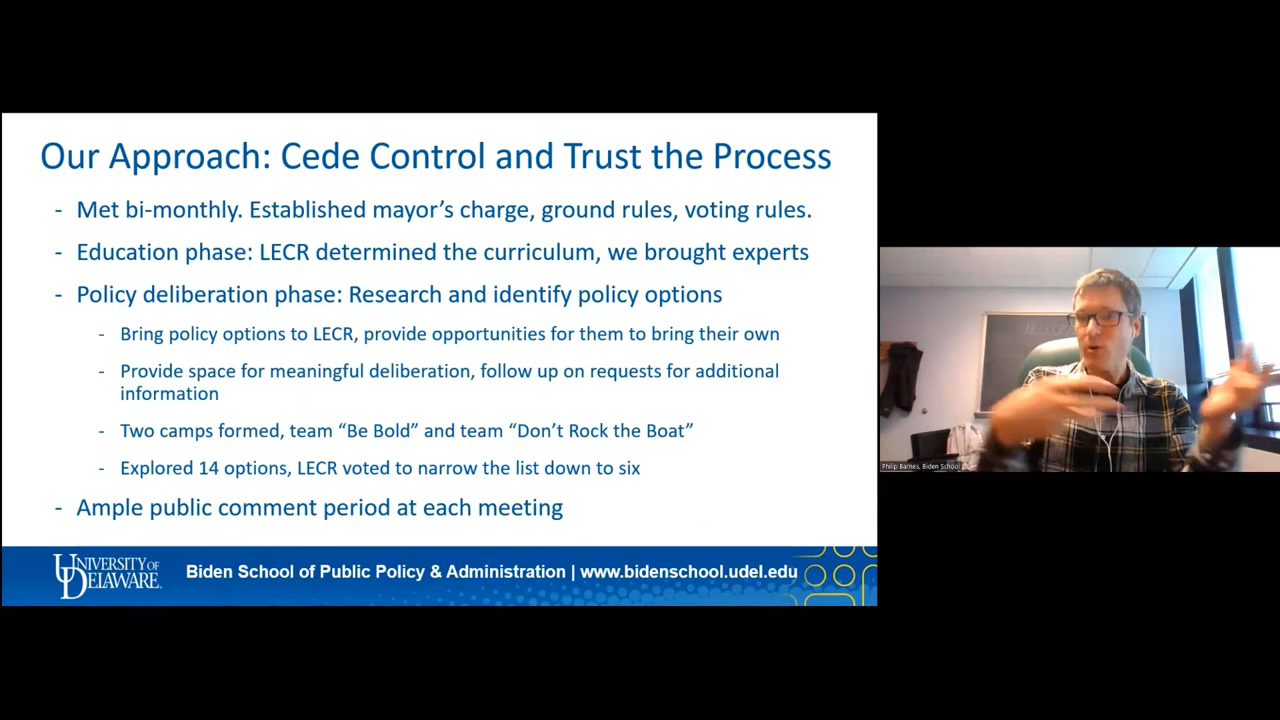 Our Approach: Cede Control and Trust the Process
- Met bi-monthly. Established mayor’s charge, ground rules, voting rules.
- Education phase: LECR determined the curriculum, we brought experts
- Policy deliberation phase: Research and identify policy options
- Bring policy options to LECR, provide opportunities for them to bring their own
- Provide space for meaningful deliberation, follow up on requests for additional
information
- Two camps formed, team “Be Bold” and team “Don’t Rock the Boat”
- Explored 14 options, LECR voted to narrow the list down to six
- Ample public comment period at each meeting
UNIVERSITY OF
DELAWARE.
Biden School of Public Policy & Administration | www.bidenschool.udel.edu
Philip Barnes, Biden School